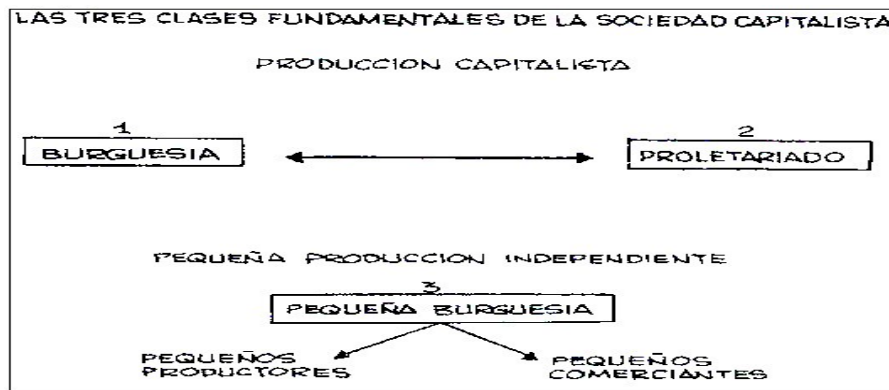 LAS TRES CLASES FUNDAMENTALES DE LA SOCIEDAD CAPITALISTA
PRODUCCION CAPITALISTA
1
BURGUESIA
2
PROLETARIADO
PEQUEÑA PRODUCCION INDEPENDIENTE
3
PEQUEÑA BURGUESIA
PEQUEÑOS
PRODUCTORES
PEQUEÑOS
COMERCIANTES